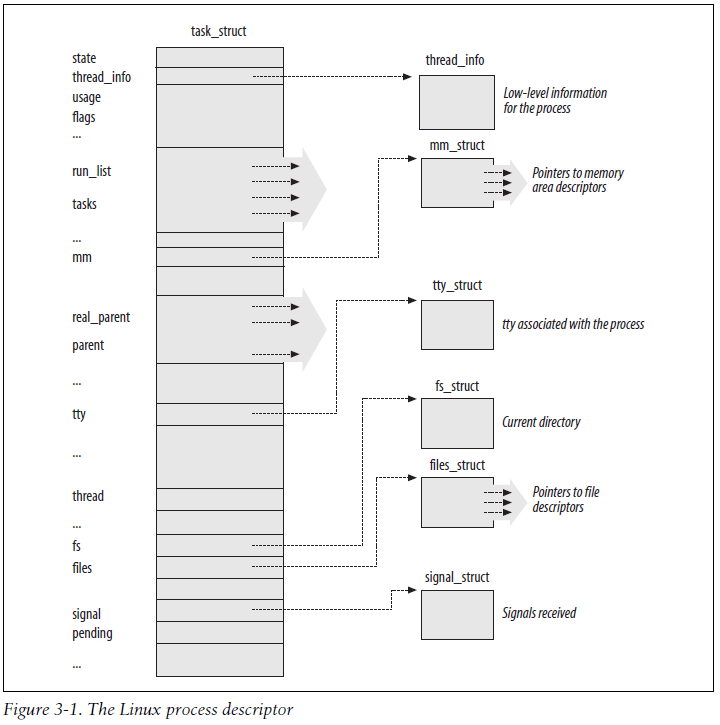 task_struct
state
thread_info
usage
flags
...
run_list
tasks
...
mm
real_parent
parent
...
tty
...
thread
...
fs
files
signal
pending
...
thread_info
Low-level information
for the process
mm_struct
Pointers to memory
area descriptors
tty_struct
tty associated with the process
fs_struct
Current directory
files_struct
Pointers to file
descriptors
signal_struct
Signals received
Figure 3-1. The Linux process descriptor